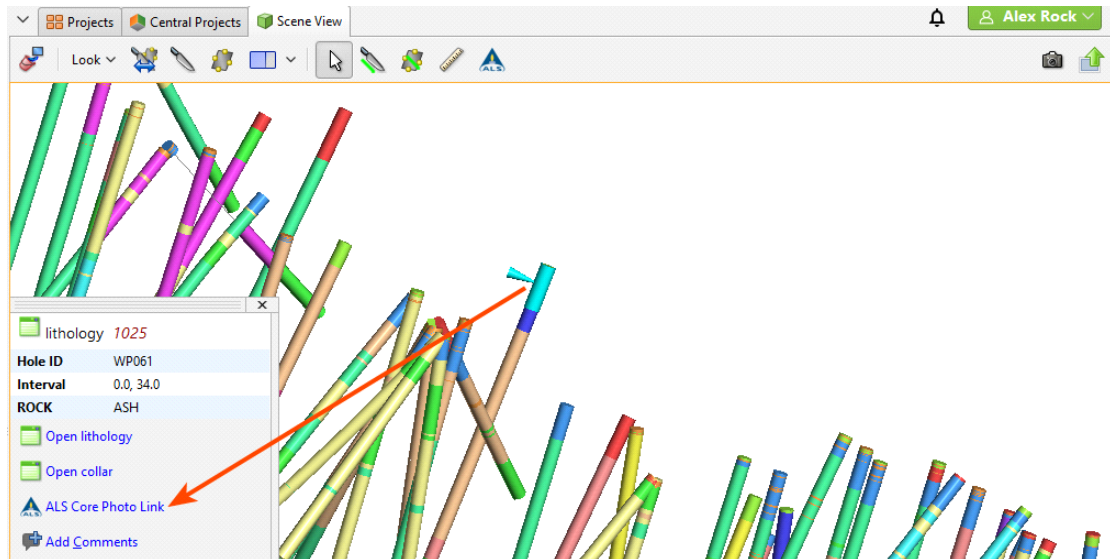 Projects Central Projects Scene View Alex Rock
Look ALS
lithology 1025
Hole ID WP061
Interval 0.0, 34.0
ROCK ASH
Open lithology
Open collar
ALS ALS Core Photo Link
Add Comments